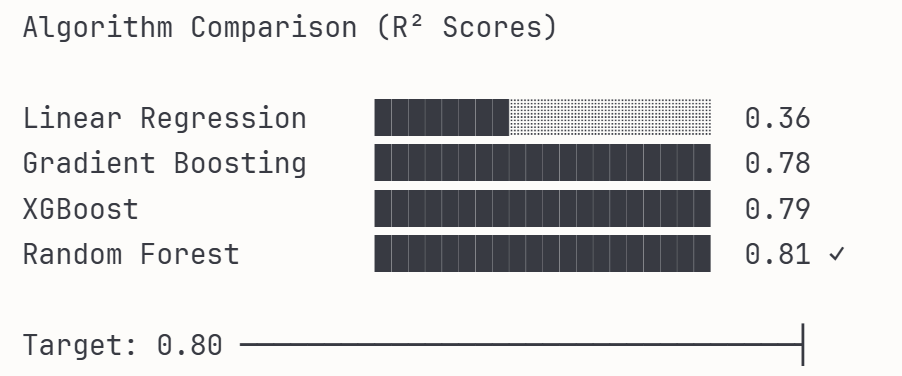 Algorithm Comparison (R² Scores)
Linear Regression ████████░░░░░░░░░░░░ 0.36
Gradient Boosting ████████████████████ 0.78
XGBoost ████████████████████ 0.79
Random Forest ████████████████████ 0.81 ✓
Target: 0.80 ─────────────────────────────────┤